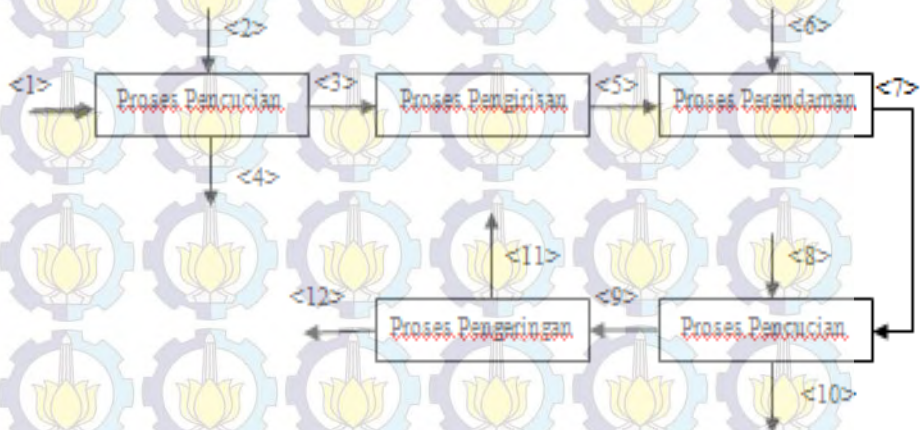 <2>
<6>
<1>
Proses Pencucian
<3>
Proses Pengirisan
<5>
Proses Perendaman
<7>
<4>
<11>
<8>
<12>
Proses Pengeringan
<9>
Proses Pencucian
<10>